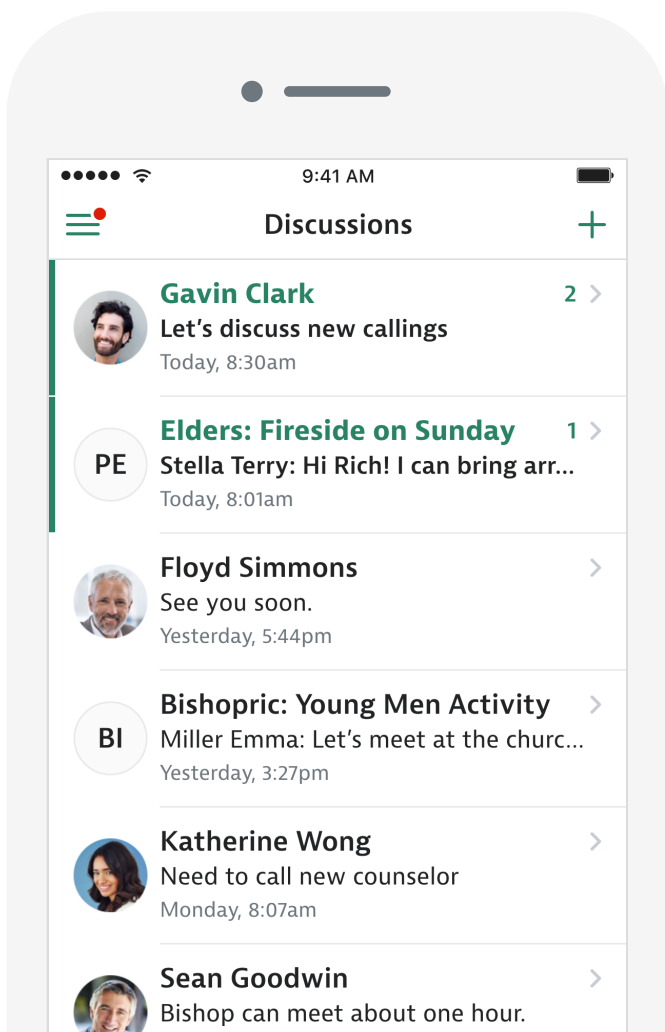 9:41 AM
Discussions
Gavin Clark 2
Let’s discuss new callings
Today, 8:30am
Elders: Fireside on Sunday 1
PE
Stella Terry: Hi Rich! I can bring arr...
Today, 8:01am
Floyd Simmons
See you soon.
Yesterday, 5:44pm
Bishopric: Young Men Activity
BI
Miller Emma: Let’s meet at the churc...
Yesterday, 3:27pm
Katherine Wong
Need to call new counselor
Monday, 8:07am
Sean Goodwin
Bishop can meet about one hour.